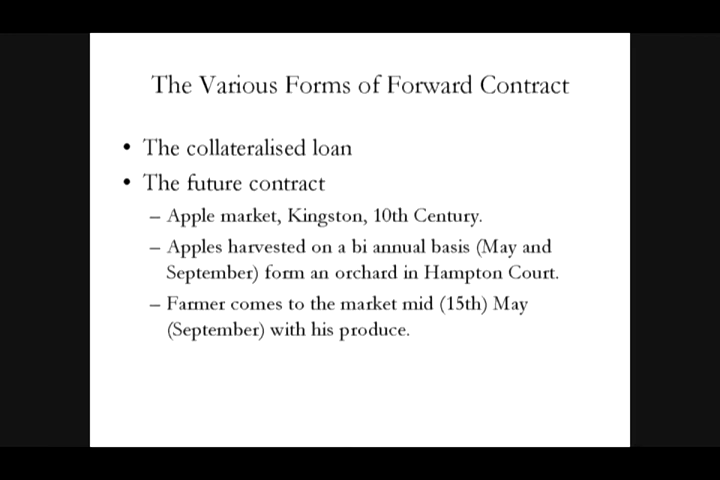 The Various Forms of Forward Contract
• The collateralised loan
• The future contract
– Apple market, Kingston, 10th Century.
– Apples harvested on a bi annual basis (May and
September) form an orchard in Hampton Court.
– Farmer comes to the market mid (15th) May
(September) with his produce.